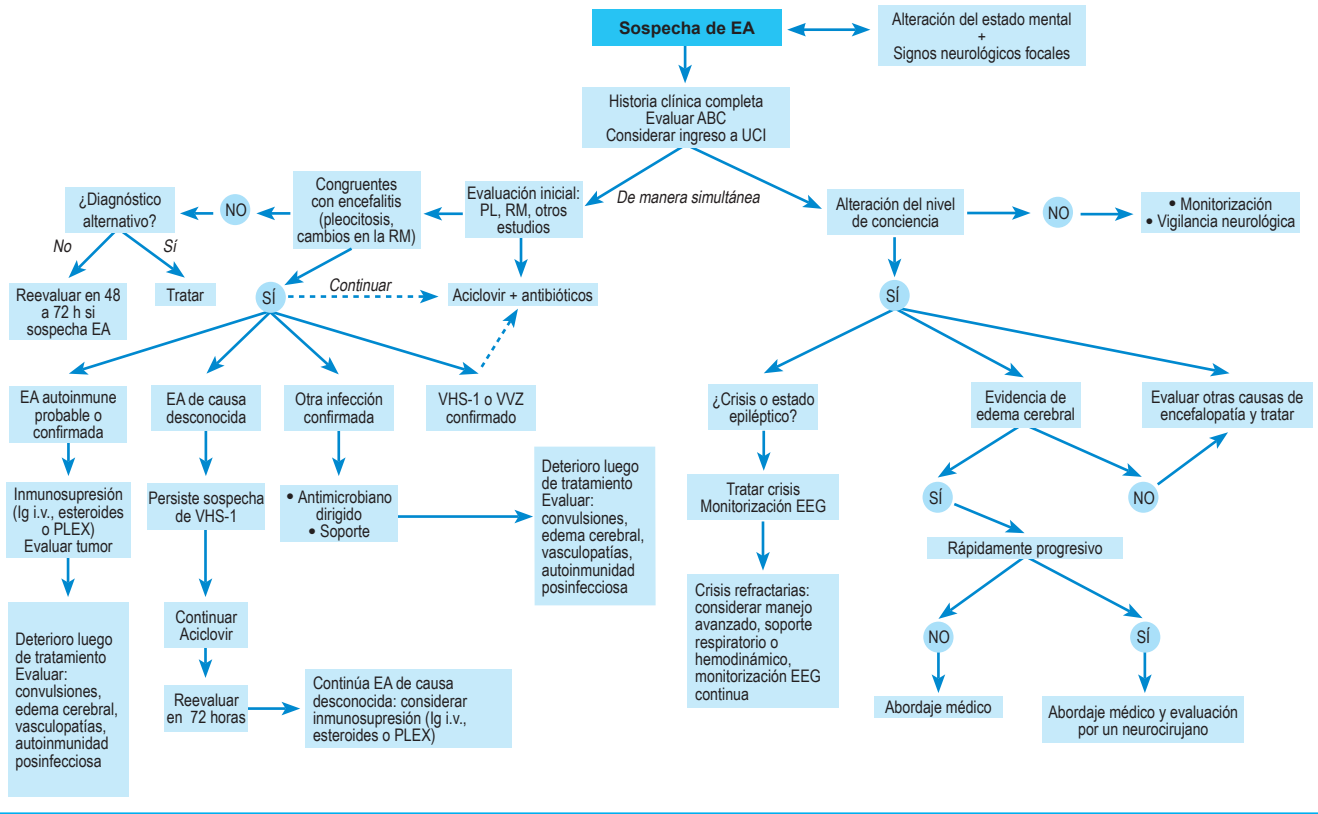 Sospecha de EA
Alteración del estado mental
+
Signos neurológicos focales
Historia clínica completa
Evaluar ABC
Considerar ingreso a UCI
De manera simultánea
Evaluación inicial:
PL, RM, otros
estudios
Congruentes
con encefalitis
(pleocitosis,
cambios en la RM)
NO
¿Diagnóstico
alternativo?
No
Sí
Reevaluar en 48
a 72 h si
sospecha EA
Tratar
SÍ
Continuar
Aciclovir + antibióticos
EA autoinmune
probable o
confirmada
EA de causa
desconocida
Otra infección
confirmada
VHS-1 o VVZ
confirmado
Inmunosupresión
(Ig i.v., esteroides
o PLEX)
Evaluar tumor
Persiste sospecha
de VHS-1
• Antimicrobiano
dirigido
• Soporte
Deterioro luego
de tratamiento
Evaluar:
convulsiones,
edema cerebral,
vasculopatías,
autoinmunidad
posinfecciosa
Deterioro luego
de tratamiento
Evaluar:
convulsiones,
edema cerebral,
vasculopatías,
autoinmunidad
posinfecciosa
Continuar
Aciclovir
Reevaluar
en 72 horas
Continúa EA de causa
desconocida: considerar
inmunosupresión (Ig i.v.,
esteroides o PLEX)
Alteración del nivel
de conciencia
NO
• Monitorización
• Vigilancia neurológica
SÍ
¿Crisis o estado
epiléptico?
Evidencia de
edema cerebral
Evaluar otras causas de
encefalopatía y tratar
Tratar crisis
Monitorización EEG
Crisis refractarias:
considerar manejo
avanzado, soporte
respiratorio o
hemodinámico,
monitorización EEG
continua
SÍ
NO
Rápidamente progresivo
NO
SÍ
Abordaje médico
Abordaje médico y evaluación
por un neurocirujano